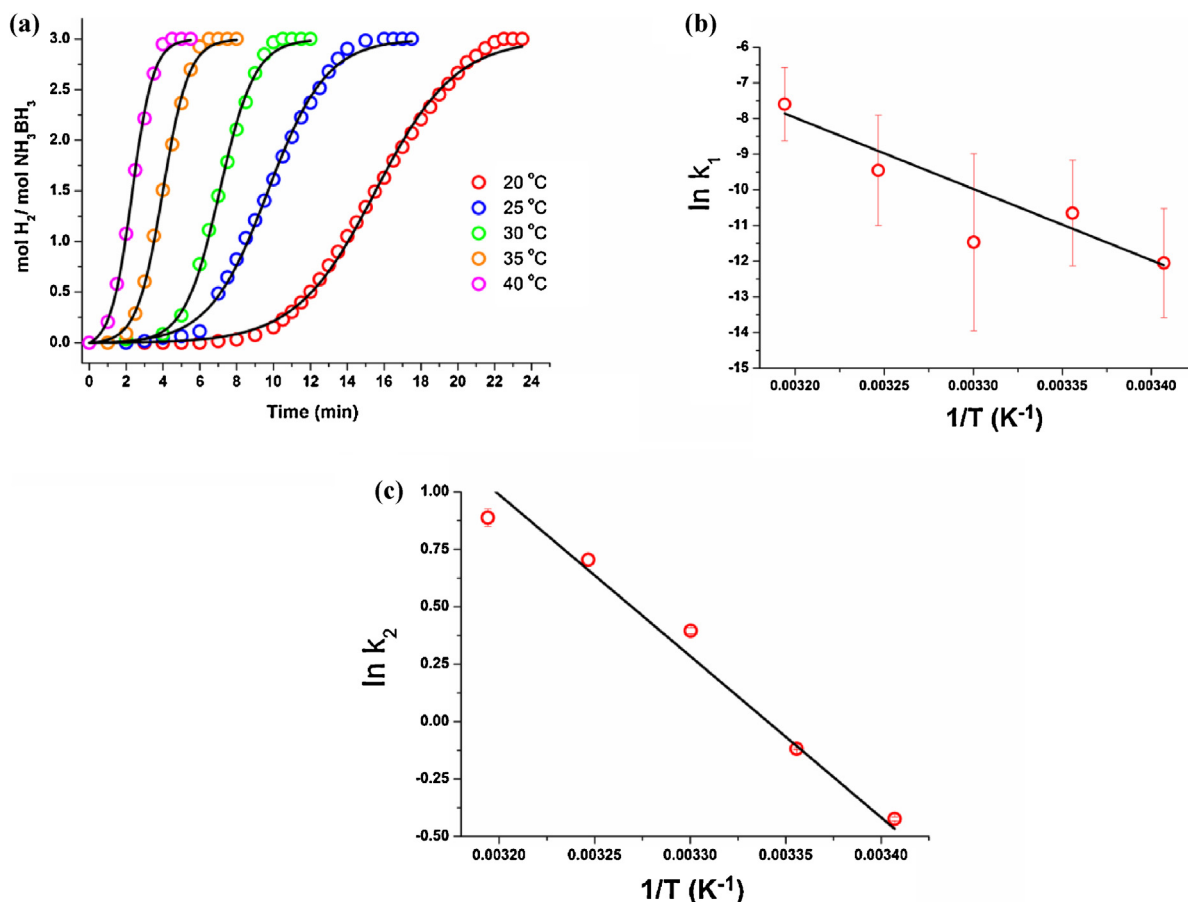 (a)
mol H2/ mol NH3BH3
3.0
2.5
2.0
1.5
1.0
0.5
0.0
0 2 4 6 8 10 12 14 16 18 20 22 24
Time (min)
20 °C
25 °C
30 °C
35 °C
40 °C
(b)
ln k1
-6
-7
-8
-9
-10
-11
-12
-13
-14
-15
0.00320 0.00325 0.00330 0.00335 0.00340
1/T (K-1)
(c)
ln k2
1.00
0.75
0.50
0.25
0.00
-0.25
-0.50
0.00320 0.00325 0.00330 0.00335 0.00340
1/T (K-1)